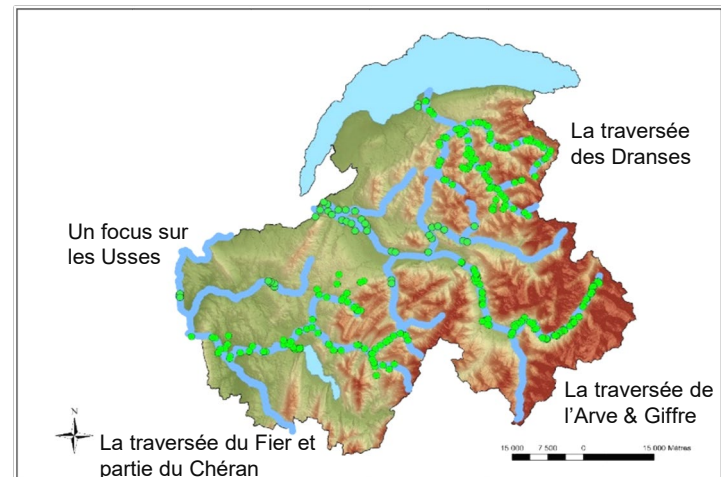 La traversée
des Dranses
Un focus sur
les Usses
La traversée de
l’Arve & Giffre
N
La traversée du Fier et
partie du Chéran
15 000 7 500 0 15 000 Mètres